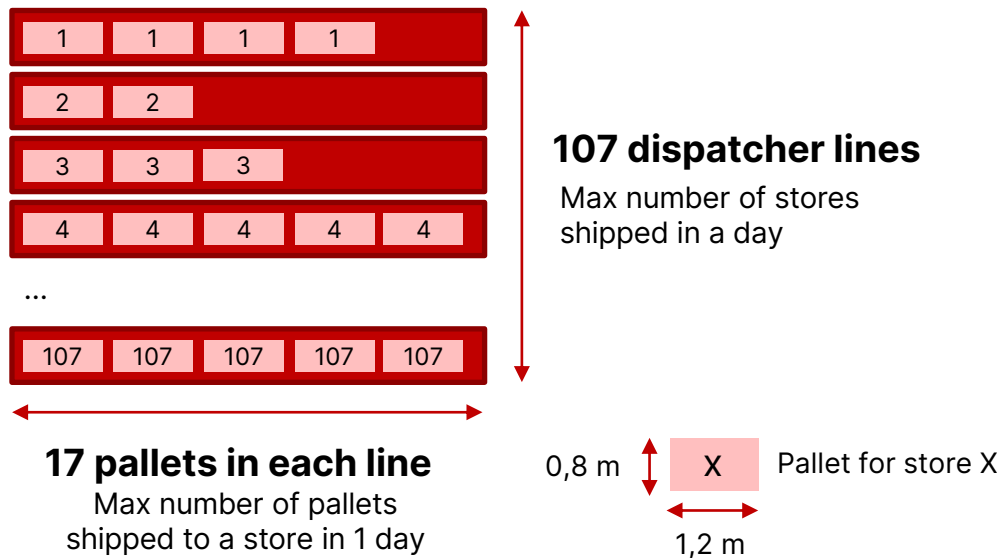 1 1 1 1
2 2
3 3 3
4 4 4 4 4
...
107 107 107 107 107
107 dispatcher lines
Max number of stores
shipped in a day
17 pallets in each line
Max number of pallets
shipped to a store in 1 day
0,8 m
X
Pallet for store X
1,2 m